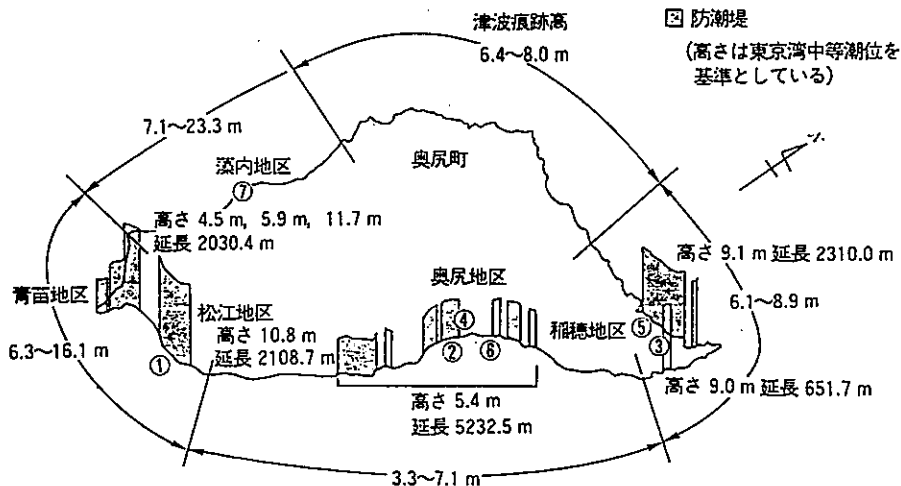 津波痕跡高
6.4〜8.0 m
防潮堤
(高さは東京湾中等潮位を
基準としている)
7.1〜23.3 m
藻内地区
⑦
奥尻町
高さ 4.5 m, 5.9 m, 11.7 m
延長 2030.4 m
青苗地区
6.3〜16.1 m
松江地区
高さ 10.8 m
延長 2108.7 m
①
奥尻地区
④
②
⑥
高さ 5.4 m
延長 5232.5 m
稲穂地区
⑤
③
高さ 9.1 m 延長 2310.0 m
6.1〜8.9 m
高さ 9.0 m 延長 651.7 m
3.3〜7.1 m